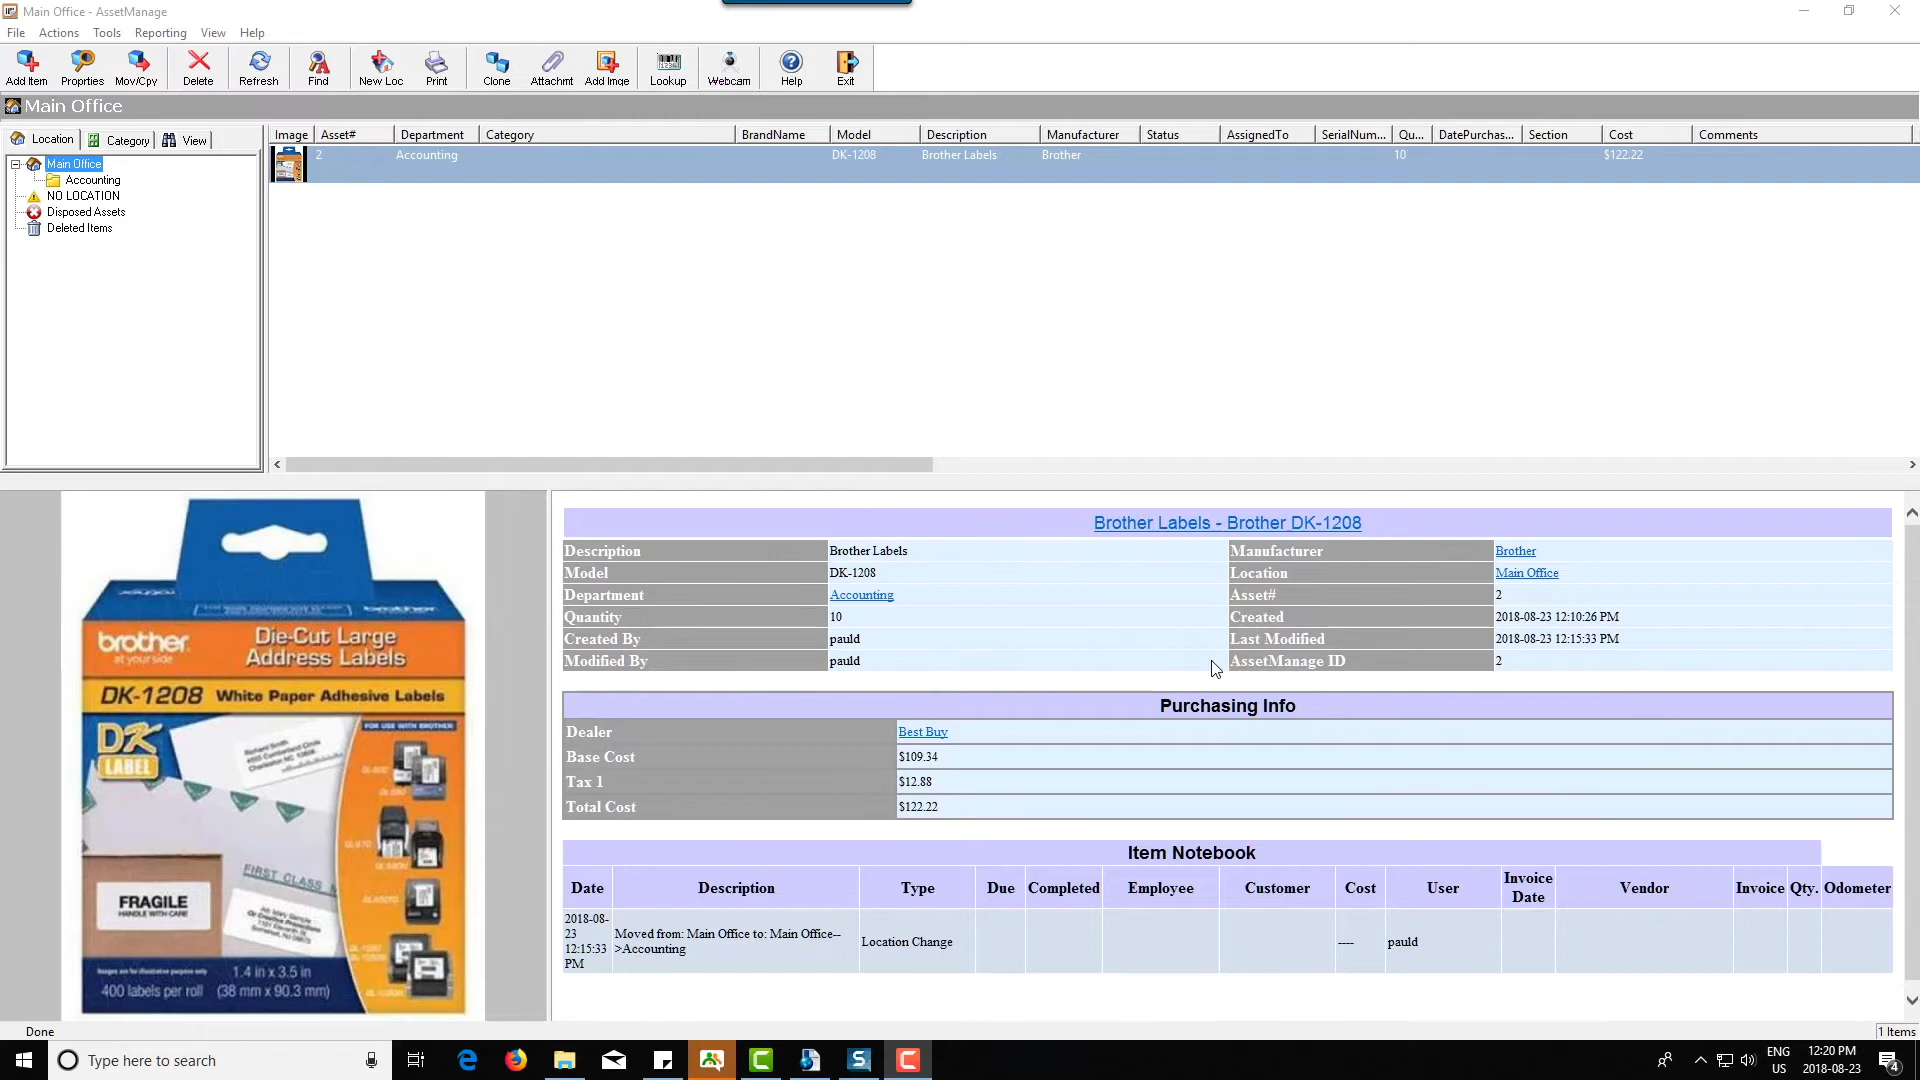 Main Office - AssetManage
File Actions Tools Reporting View Help
Add Item Proprties Mov/Cpy Delete Refresh Find New Loc Print Clone Attachmt Add Imge Lookup Webcam Help Exit
Main Office
Location Category View
Main Office
Accounting
NO LOCATION
Disposed Assets
Deleted Items
Image Asset# Department Category BrandName Model Description Manufacturer Status AssignedTo SerialNum... Qu... DatePurchas... Section Cost Comments
2 Accounting DK-1208 Brother Labels Brother 10 $122.22
brother
at your side
Die-Cut Large
Address Labels
DK-1208 White Paper Adhesive Labels
FOR USE WITH BROTHER
DK
LABEL
FIRST CLASS
FRAGILE
HANDLE WITH CARE
1.4 in x 3.5 in
400 labels per roll (38 mm x 90.3 mm)
Brother Labels - Brother DK-1208
Description Brother Labels Manufacturer Brother
Model DK-1208 Location Main Office
Department Accounting Asset# 2
Quantity 10 Created 2018-08-23 12:10:26 PM
Created By pauld Last Modified 2018-08-23 12:15:33 PM
Modified By pauld AssetManage ID 2
Purchasing Info
Dealer Best Buy
Base Cost $109.34
Tax 1 $12.88
Total Cost $122.22
Item Notebook
Date Description Type Due Completed Employee Customer Cost User Invoice Date Vendor Invoice Qty. Odometer
2018-08-
23
12:15:33
PM
Moved from: Main Office to: Main Office--
>Accounting
Location Change ---- pauld
Done
1 Items
Type here to search
ENG
US
12:20 PM
2018-08-23
4